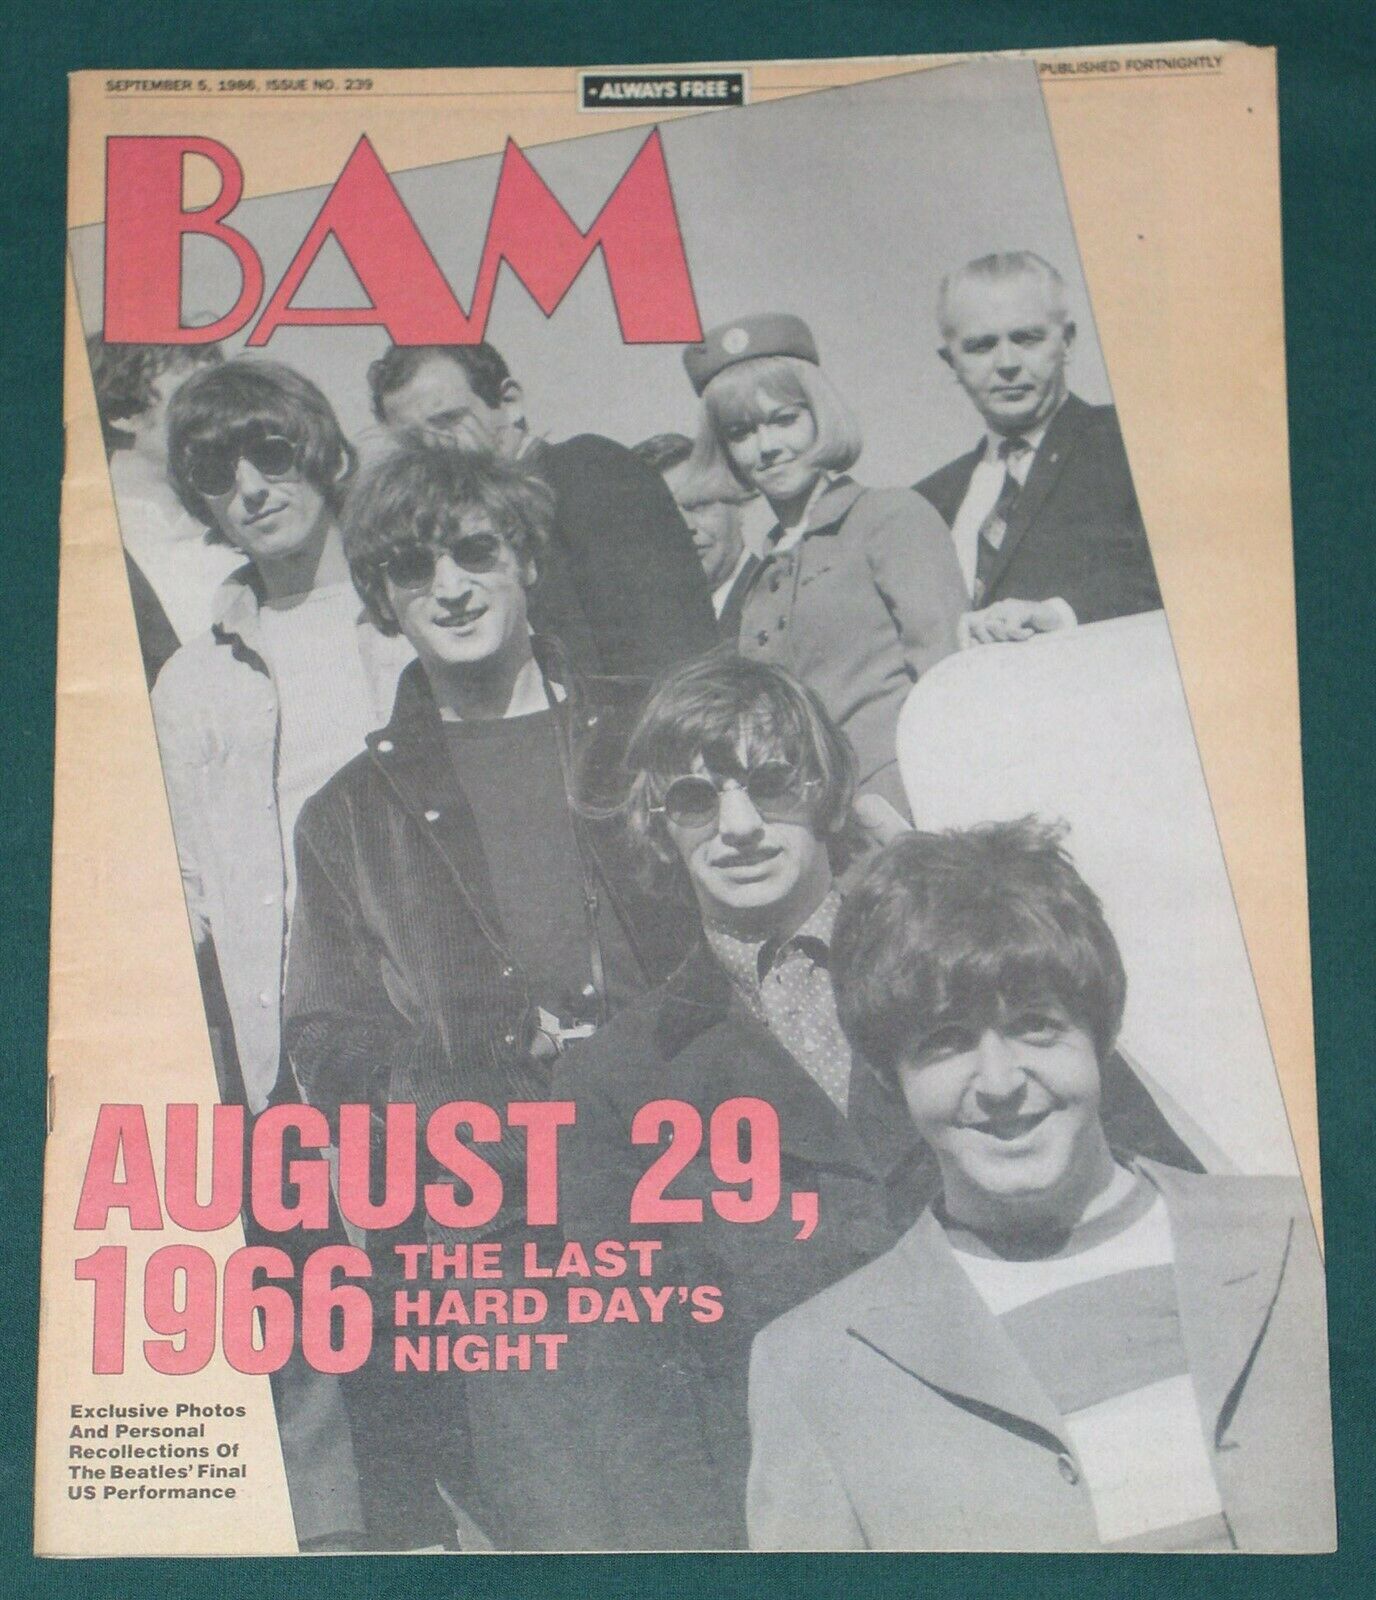 SEPTEMBER 5, 1986, ISSUE NO. 239
• ALWAYS FREE •
PUBLISHED FORTNIGHTLY
BAM
AUGUST 29,
1966
THE LAST
HARD DAY'S
NIGHT
Exclusive Photos
And Personal
Recollections Of
The Beatles' Final
US Performance